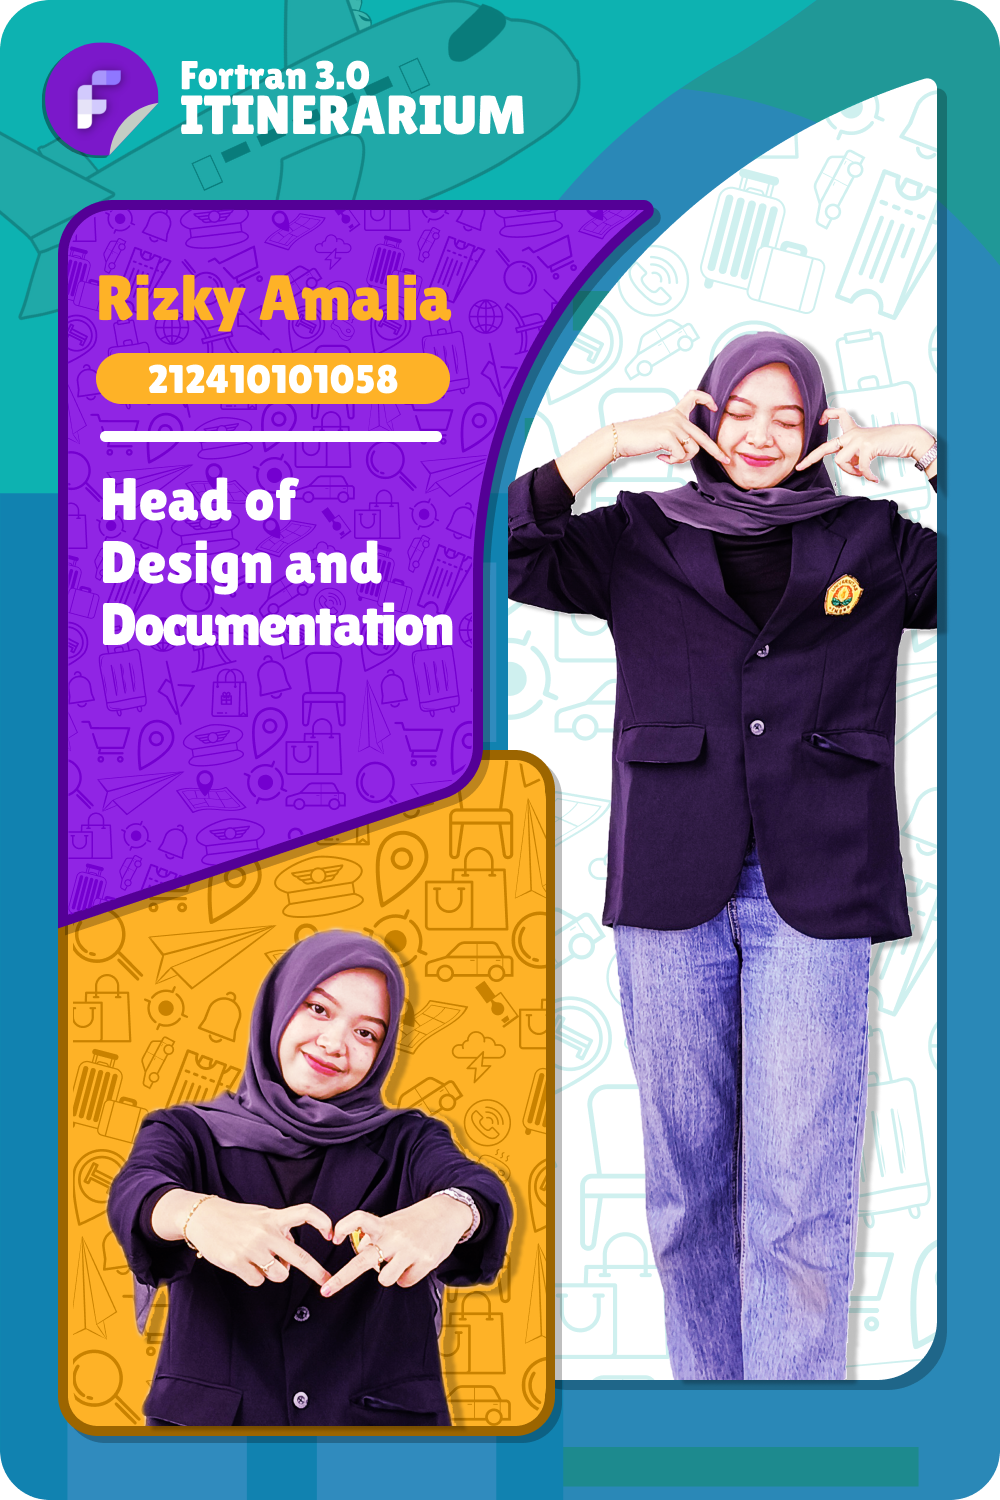 Fortran 3.0
ITINERARIUM
Rizky Amalia
212410101058
Head of
Design and
Documentation